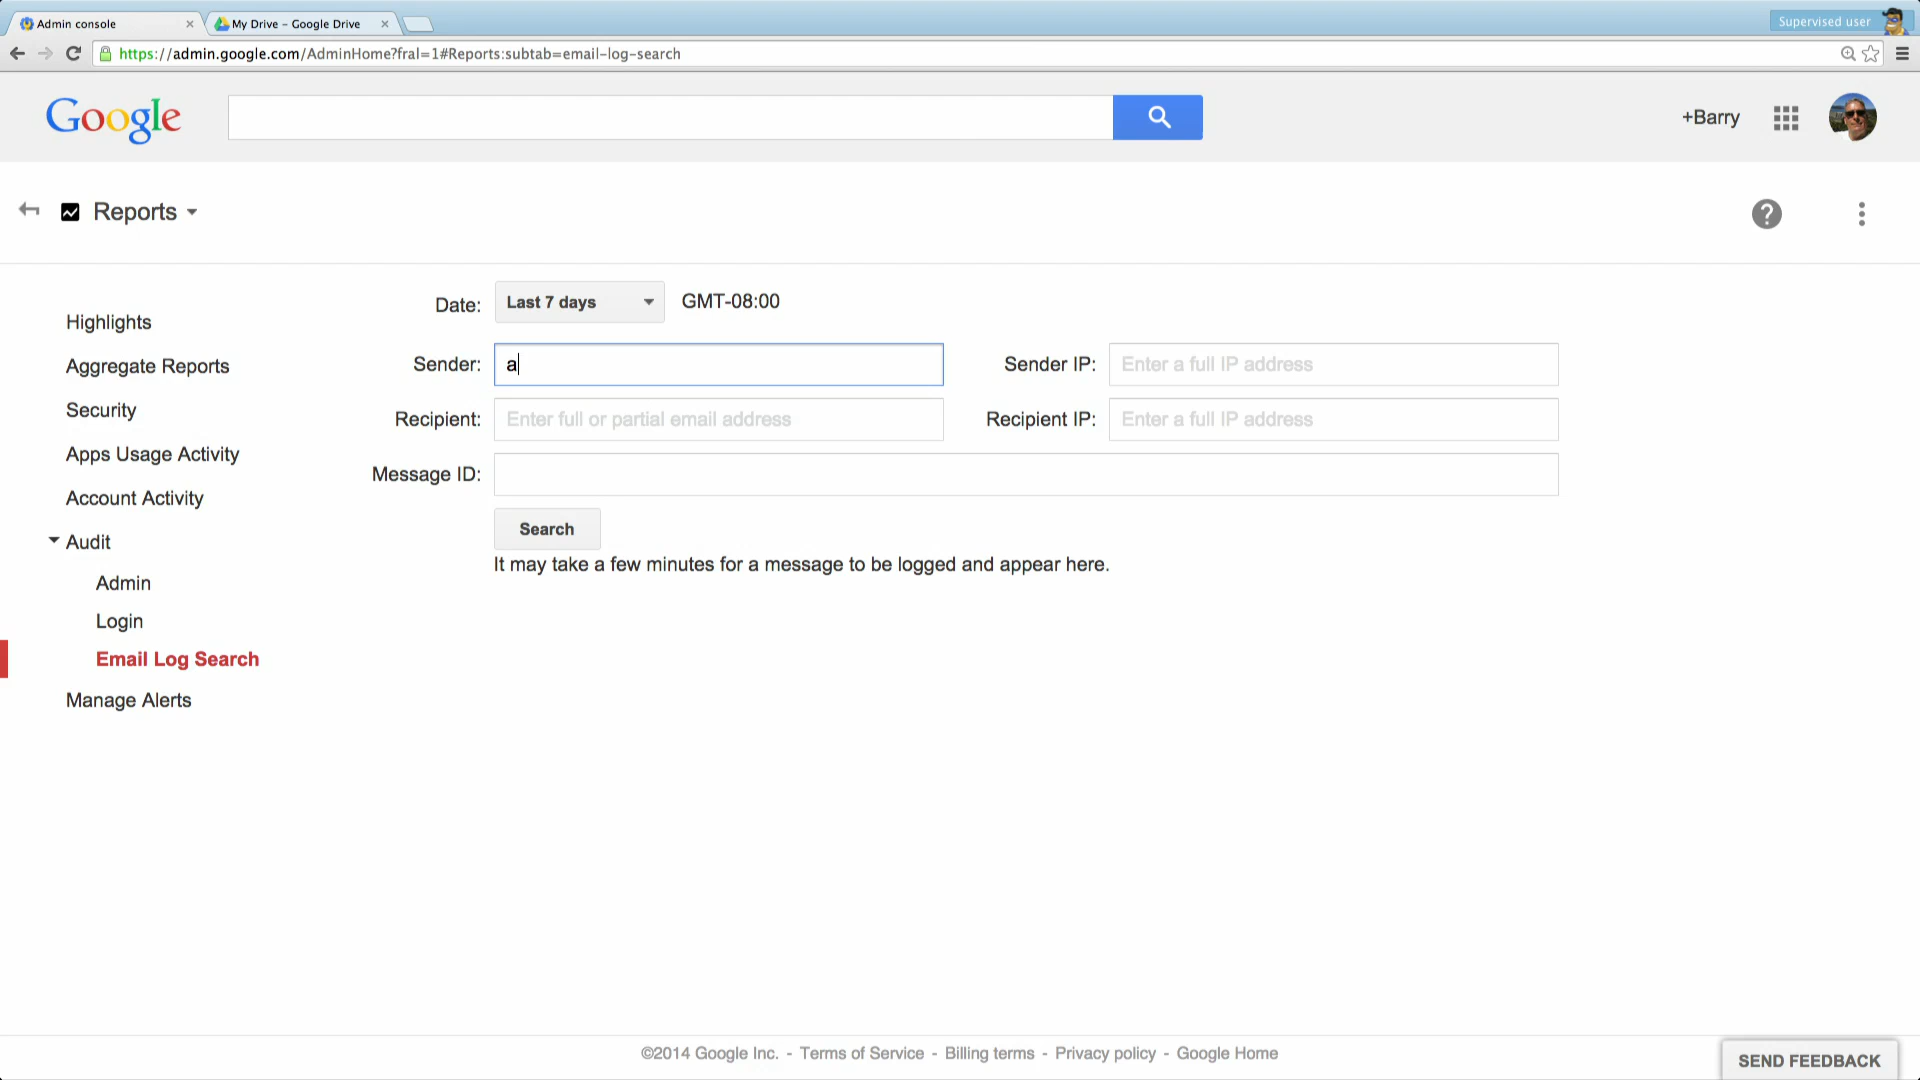 Admin console
My Drive – Google Drive
Supervised user
https://admin.google.com/AdminHome?fral=1#Reports:subtab=email-log-search
Google
+Barry
Reports
?
Date: Last 7 days GMT-08:00
Sender: a
Sender IP: Enter a full IP address
Recipient: Enter full or partial email address
Recipient IP: Enter a full IP address
Message ID:
Search
It may take a few minutes for a message to be logged and appear here.
Highlights
Aggregate Reports
Security
Apps Usage Activity
Account Activity
Audit
Admin
Login
Email Log Search
Manage Alerts
©2014 Google Inc. - Terms of Service - Billing terms - Privacy policy - Google Home
SEND FEEDBACK